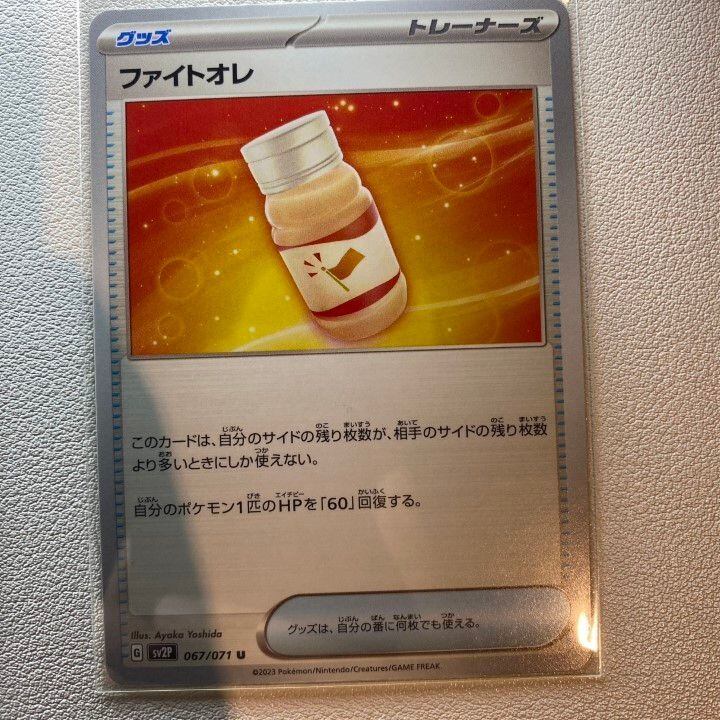 グッズ
トレーナーズ
ファイトオレ
このカードは、自分のサイドの残り枚数が、相手のサイドの残り枚数
より多いときにしか使えない。
自分のポケモン1匹のHPを「60」回復する。
グッズは、自分の番に何枚でも使える。
Illus. Ayaka Yoshida
G SV2P 067/071 U
©2023 Pokémon/Nintendo/Creatures/GAME FREAK